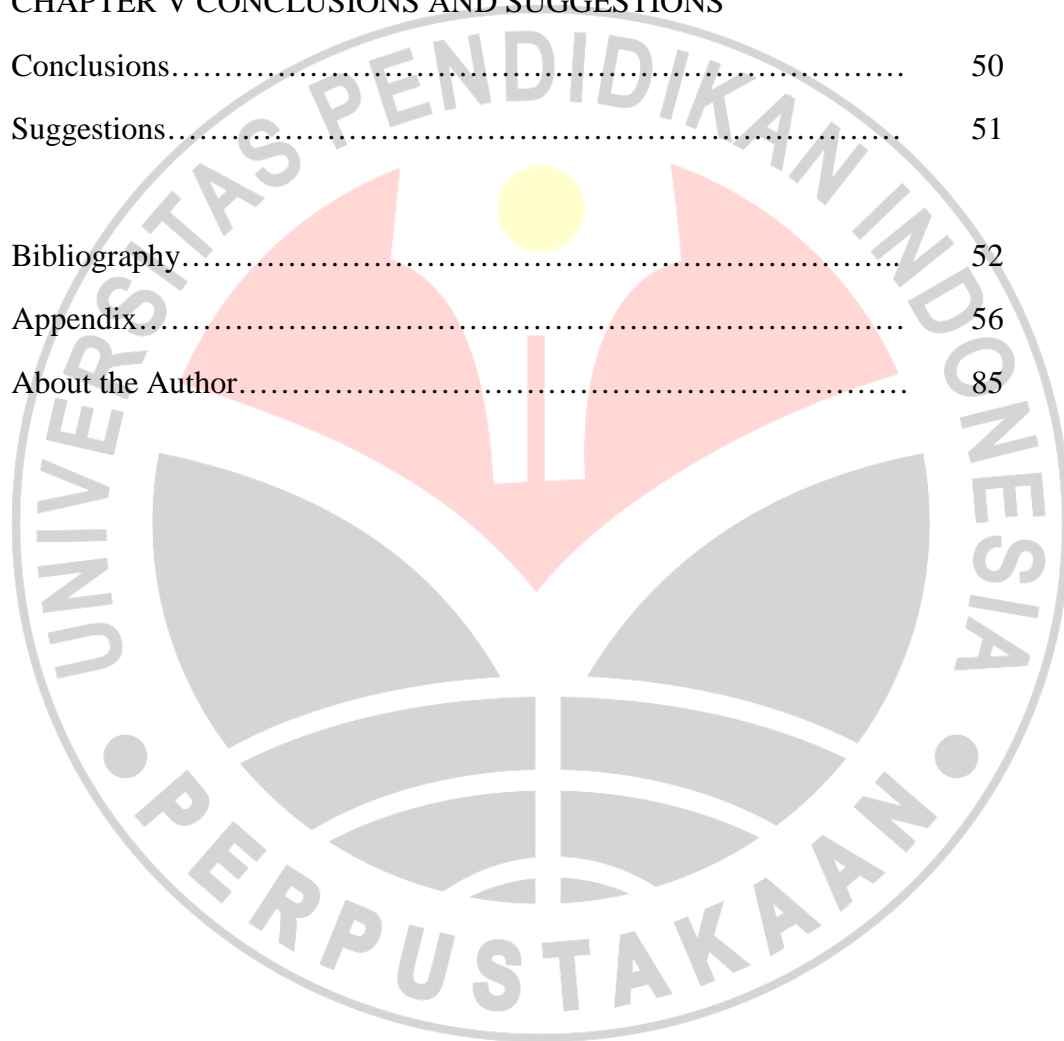 CHAPTER V CONCLUSIONS AND SUGGESTIONS
Conclusions……………………………………………………………… 50
Suggestions………………………………………………………………. 51
Bibliography…………………………………………………………….. 52
Appendix………………………………………………………………… 56
About the Author………………………………………………………… 85
UNIVERSITAS PENDIDIKAN INDONESIA
PERPUSTAKAAN